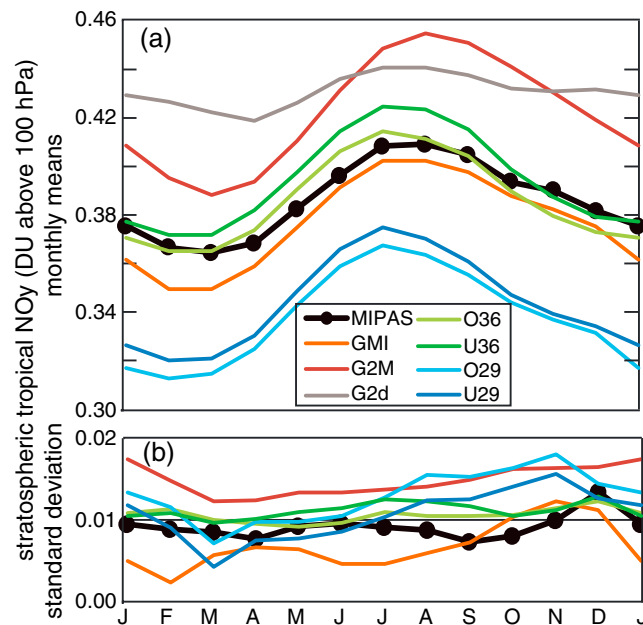 stratospheric tropical NOy (DU above 100 hPa)
monthly means
standard deviation
(a)
0.46
0.42
0.38
0.34
0.30
MIPAS
GMI
G2M
G2d
O36
U36
O29
U29
(b)
0.02
0.01
0.00
J F M A M J J A S O N D J